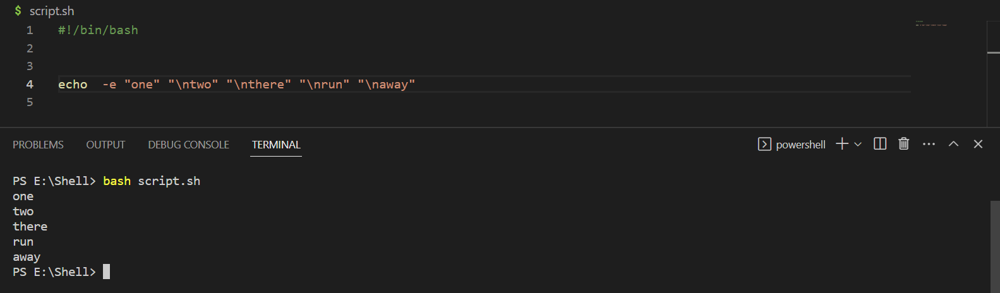 $ script.sh
1 #!/bin/bash
2
3
4 echo  -e "one" "\ntwo" "\nthere" "\nrun" "\naway"
5
PROBLEMS OUTPUT DEBUG CONSOLE TERMINAL powershell
PS E:\Shell> bash script.sh
one
two
there
run
away
PS E:\Shell>